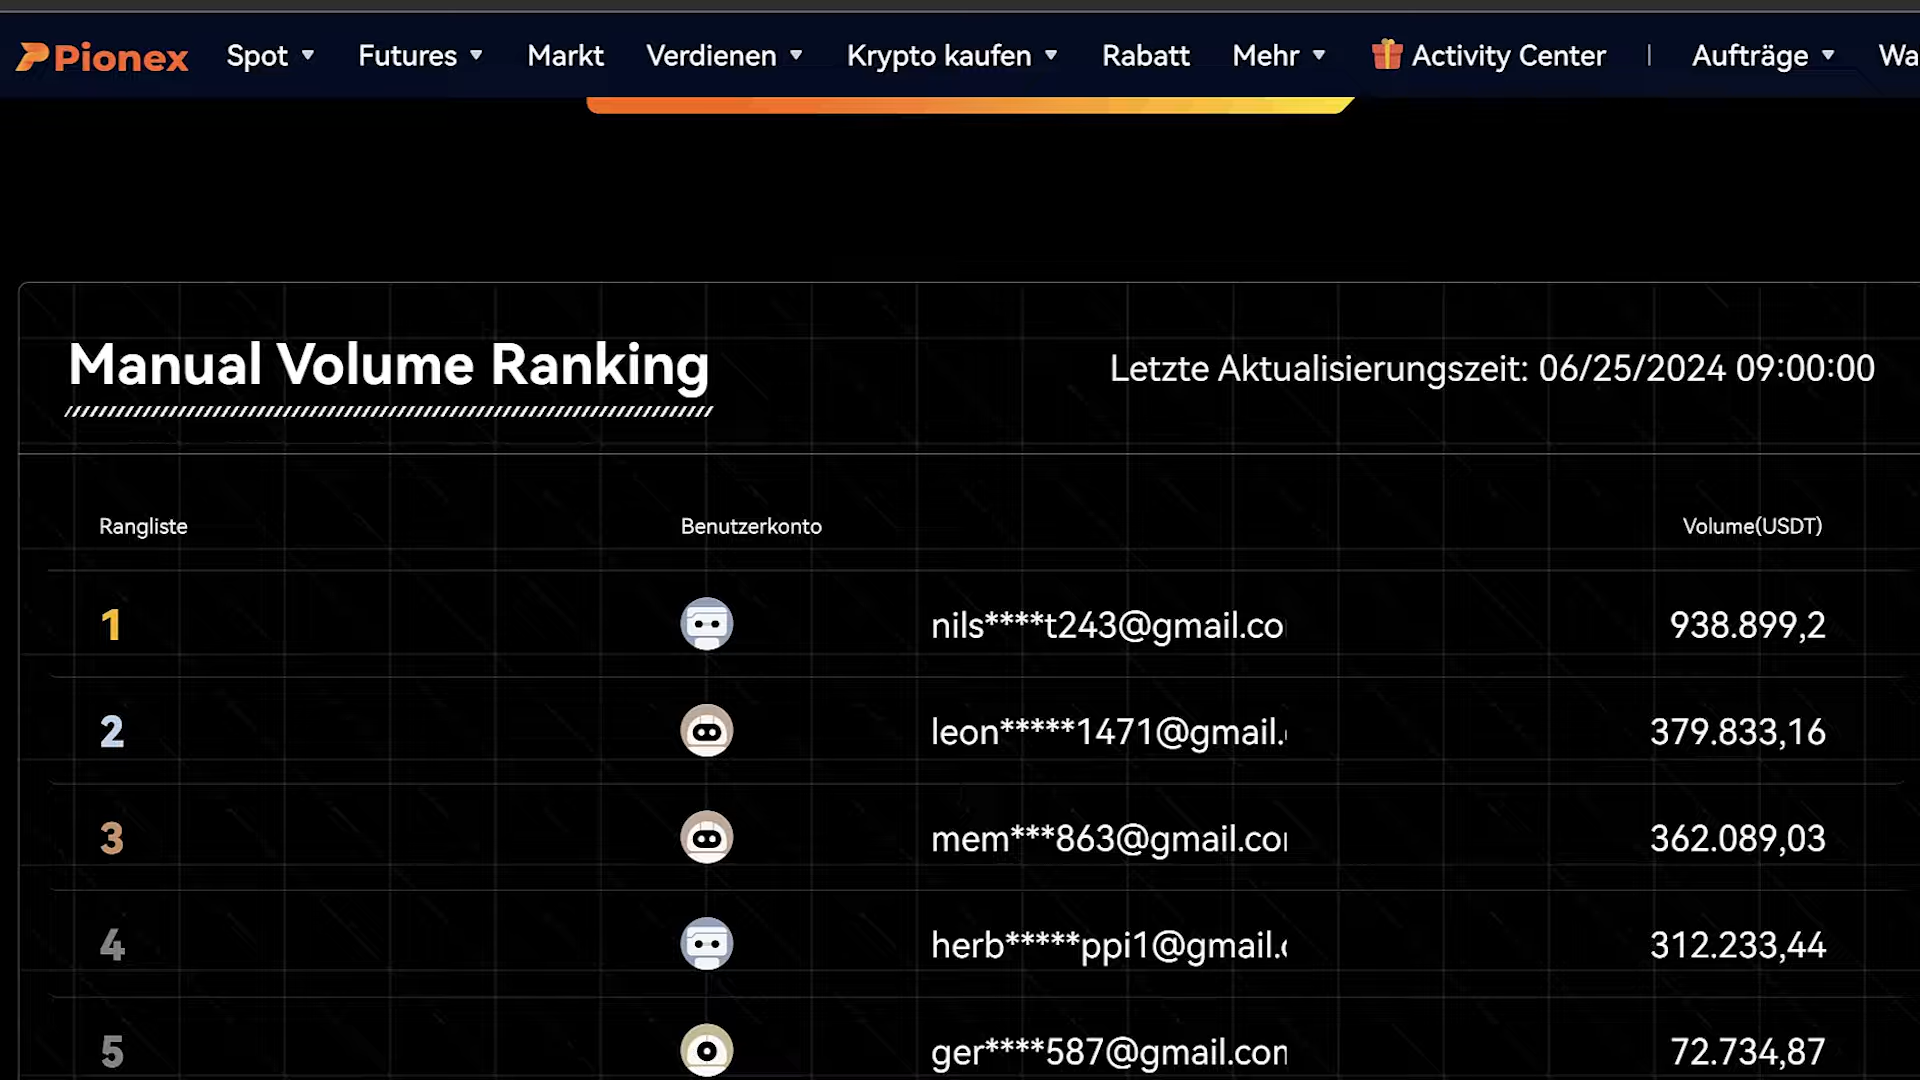 Pionex Spot Futures Markt Verdienen Krypto kaufen Rabatt Mehr Activity Center | Aufträge Wa
Manual Volume Ranking
Letzte Aktualisierungszeit: 06/25/2024 09:00:00
Rangliste Benutzerkonto Volume(USDT)
1 nils****t243@gmail.co 938.899,2
2 leon*****1471@gmail. 379.833,16
3 mem***863@gmail.co 362.089,03
4 herb*****ppi1@gmail. 312.233,44
5 ger****587@gmail.con 72.734,87